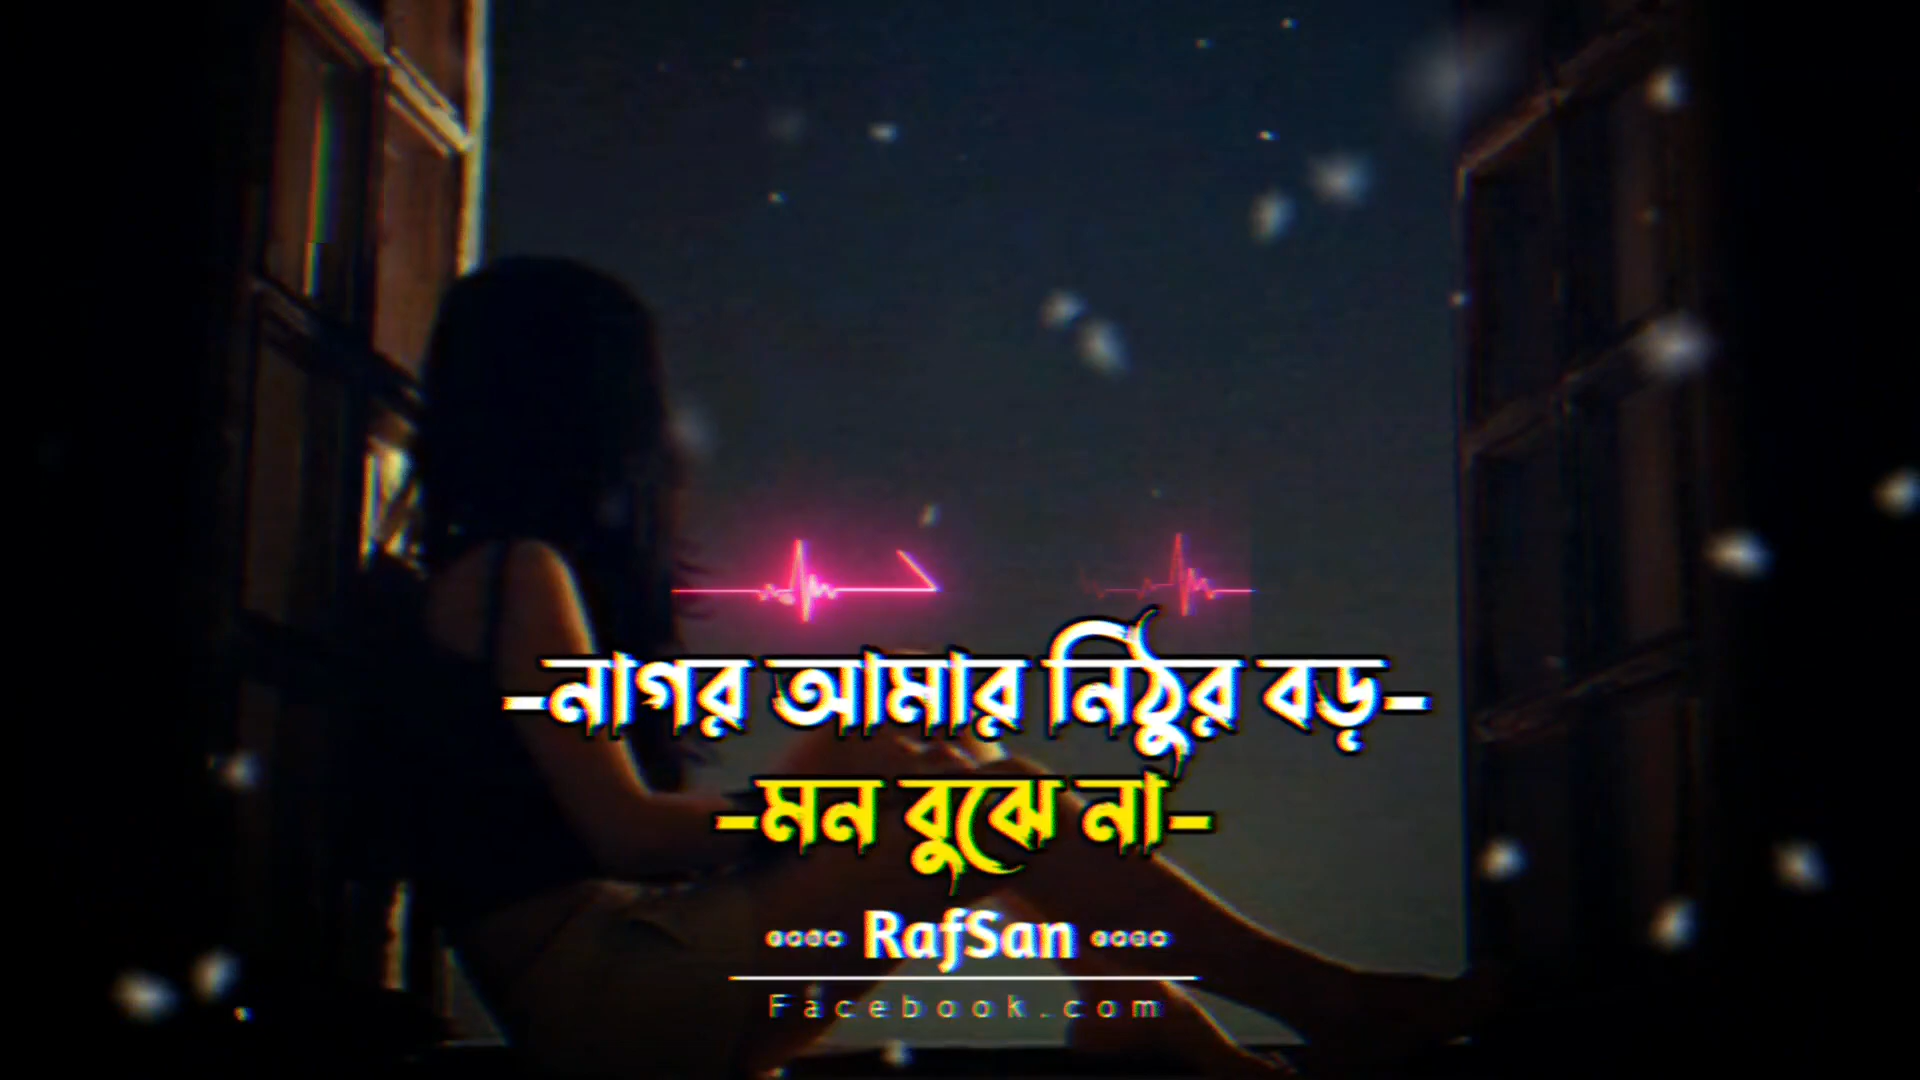 -নাগর আমার নিঠুর বড়-
-মন বুঝে না-
RafSan
Facebook.com